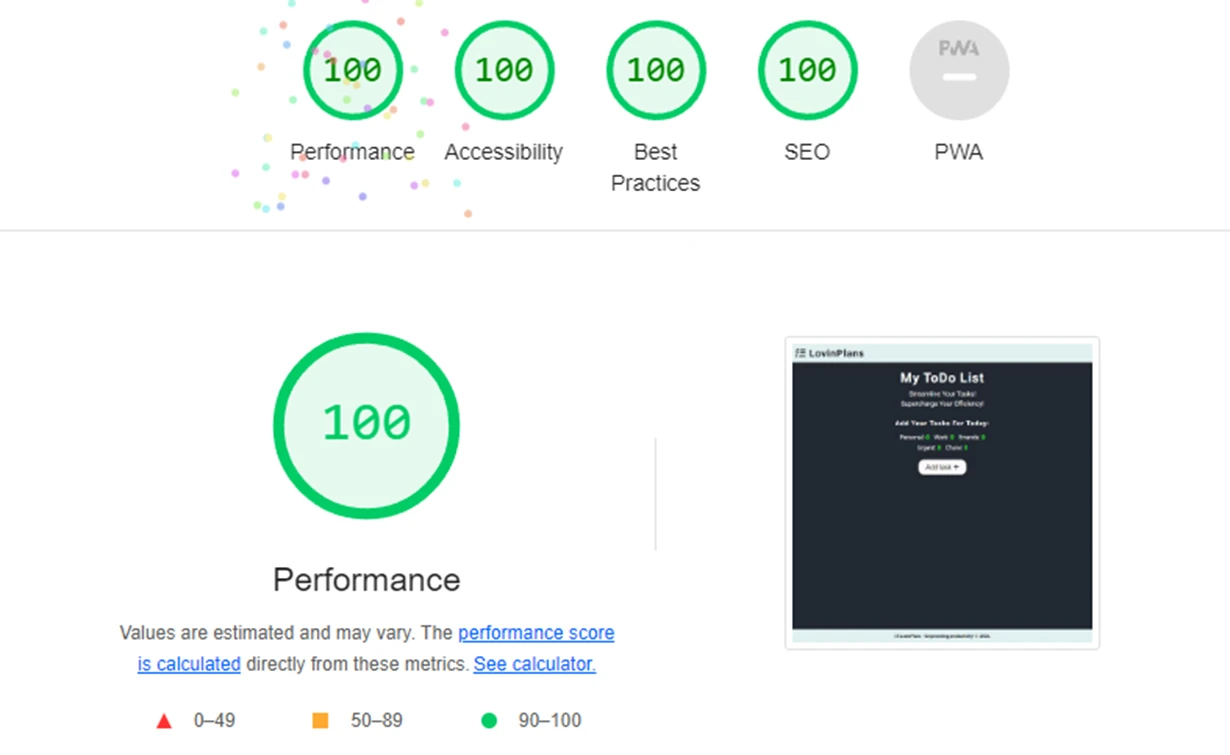 100 100 100 100 PWA
Performance Accessibility Best Practices SEO PWA
100
Performance
Values are estimated and may vary. The performance score
is calculated directly from these metrics. See calculator.
0–49 50–89 90–100
LovinPlans
My ToDo List
Streamline Your Tasks!
Supercharge Your Efficiency!
Add Your Tasks For Today:
Personal 0 Work 0 Errands 0
Urgent 0 Chore 0
Add task +